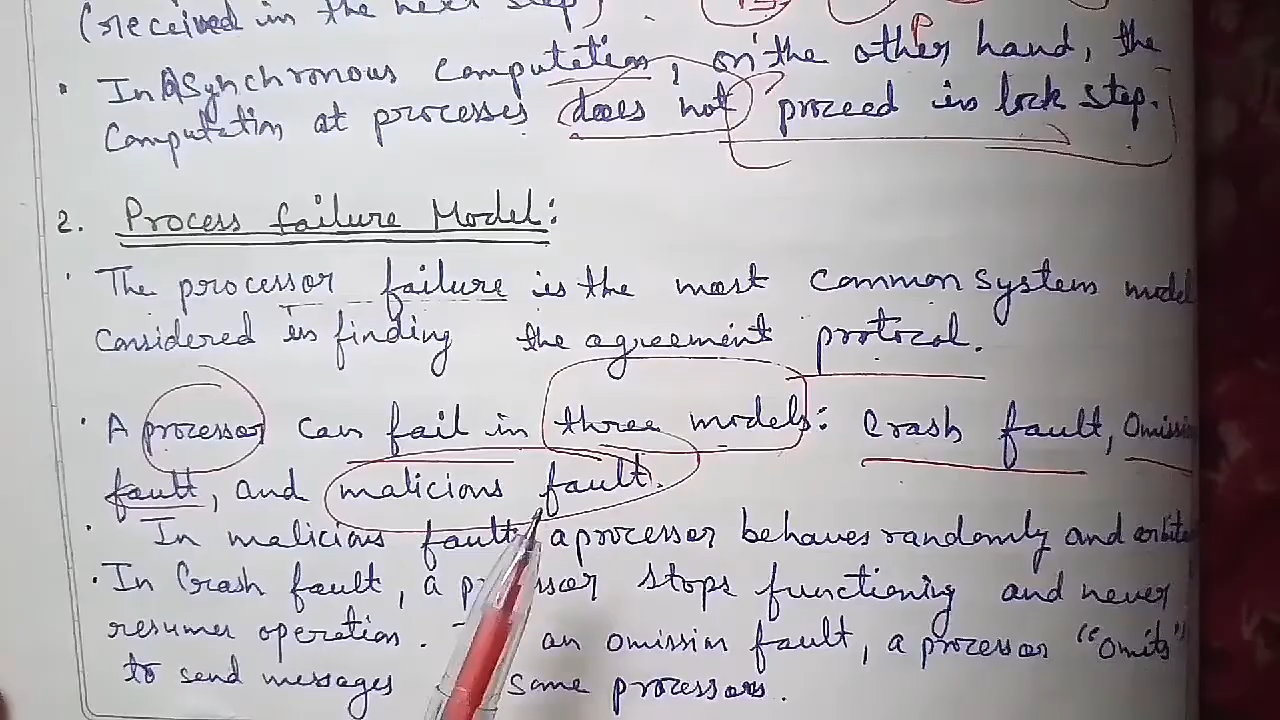 (received in the next step).
• In Asynchronous Computation, on the other hand, the
Computation at processes does not proceed in lock step.
2. Process failure Model:
• The processor failure is the most Common System model
Considered in finding the agreement protocol.
• A processor can fail in three models: Crash fault, Omissi
fault, and malicious fault.
• In malicious fault, a processor behaves randomly and arbit
• In Crash fault, a processor stops functioning and never
resumes operation. an omission fault, a processor "omits"
to send messages some processors.